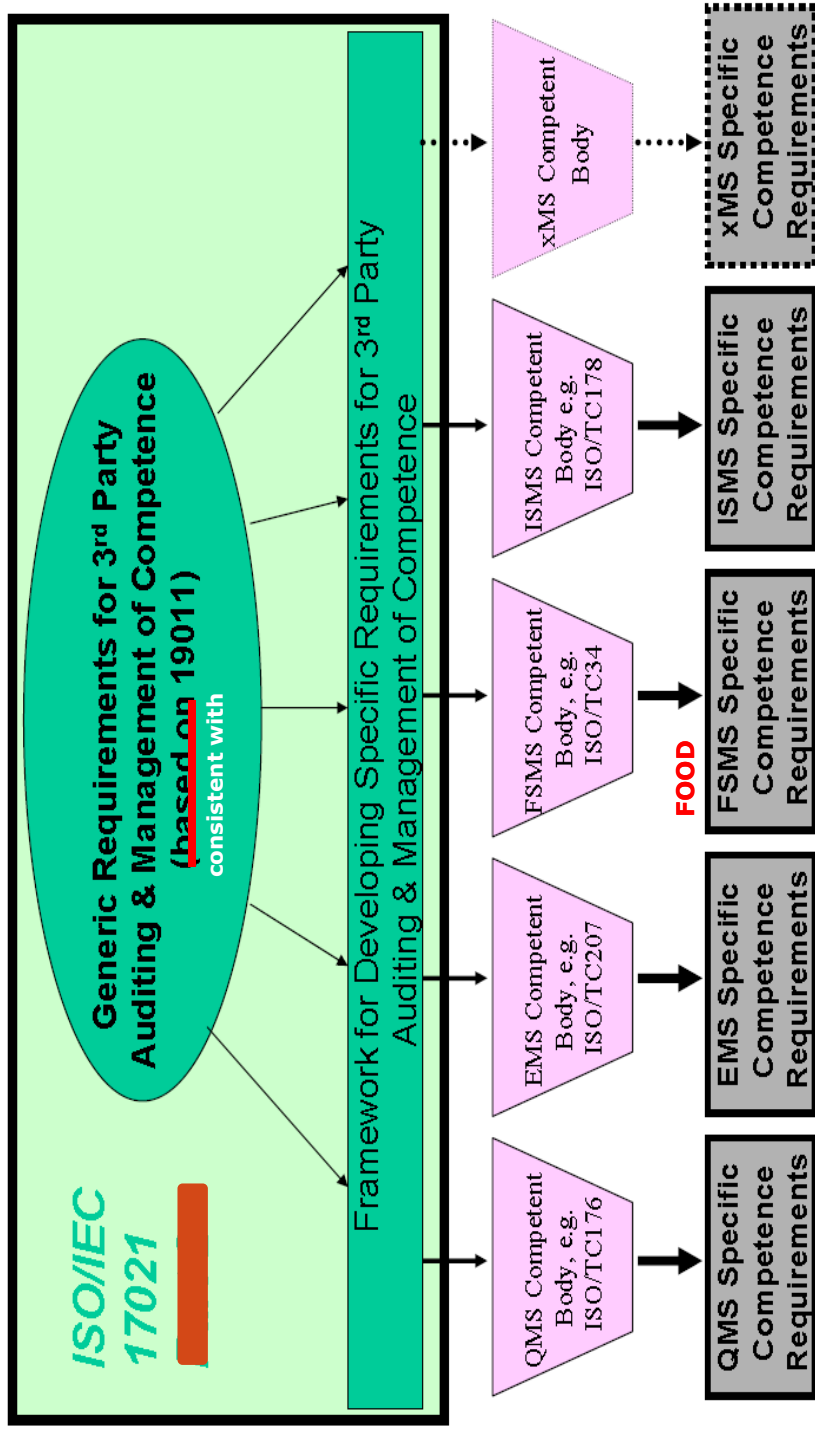 ISO/IEC
17021
Generic Requirements for 3rd Party
Auditing & Management of Competence
(based on 19011)
consistent with
Framework for Developing Specific Requirements for 3rd Party
Auditing & Management of Competence
QMS Competent
Body, e.g.
ISO/TC176
EMS Competent
Body, e.g.
ISO/TC207
FSMS Competent
Body, e.g.
ISO/TC34
ISMS Competent
Body e.g.
ISO/TC178
xMS Competent
Body
FOOD
QMS Specific
Competence
Requirements
EMS Specific
Competence
Requirements
FSMS Specific
Competence
Requirements
ISMS Specific
Competence
Requirements
xMS Specific
Competence
Requirements